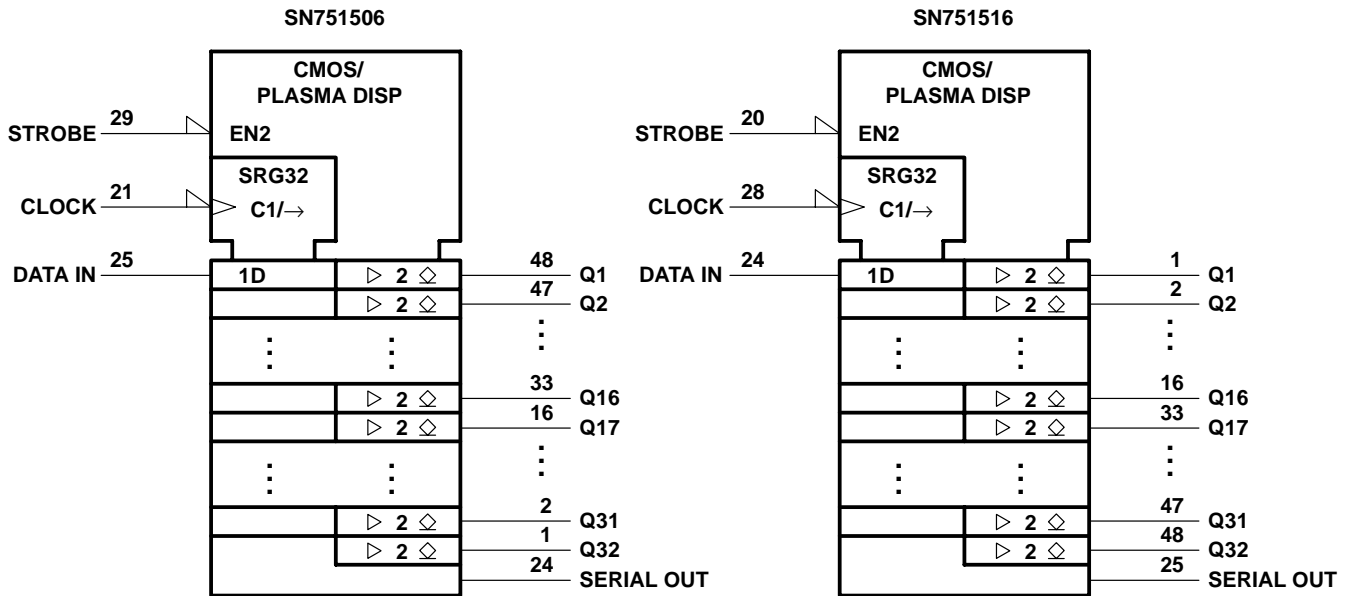 SN751506
CMOS/
PLASMA DISP
STROBE 29 EN2
SRG32
CLOCK 21 C1/→
DATA IN 25 1D ▷ 2 ◇ 48 Q1
▷ 2 ◇ 47 Q2
⋮ ⋮ ⋮
▷ 2 ◇ 33 Q16
▷ 2 ◇ 16 Q17
⋮ ⋮ ⋮
▷ 2 ◇ 2 Q31
▷ 2 ◇ 1 Q32
24 SERIAL OUT
SN751516
CMOS/
PLASMA DISP
STROBE 20 EN2
SRG32
CLOCK 28 C1/→
DATA IN 24 1D ▷ 2 ◇ 1 Q1
▷ 2 ◇ 2 Q2
⋮ ⋮ ⋮
▷ 2 ◇ 16 Q16
▷ 2 ◇ 33 Q17
⋮ ⋮ ⋮
▷ 2 ◇ 47 Q31
▷ 2 ◇ 48 Q32
25 SERIAL OUT